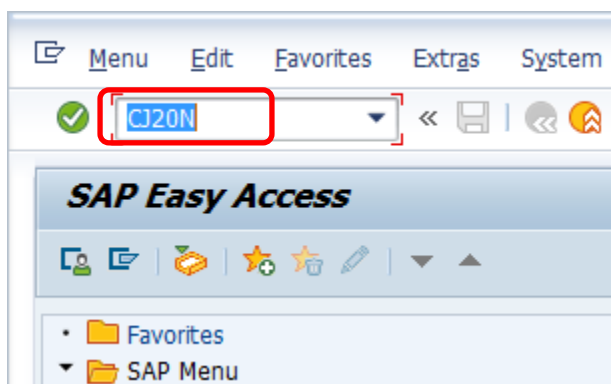 Menu Edit Favorites Extras System
CJ20N
SAP Easy Access
Favorites
SAP Menu